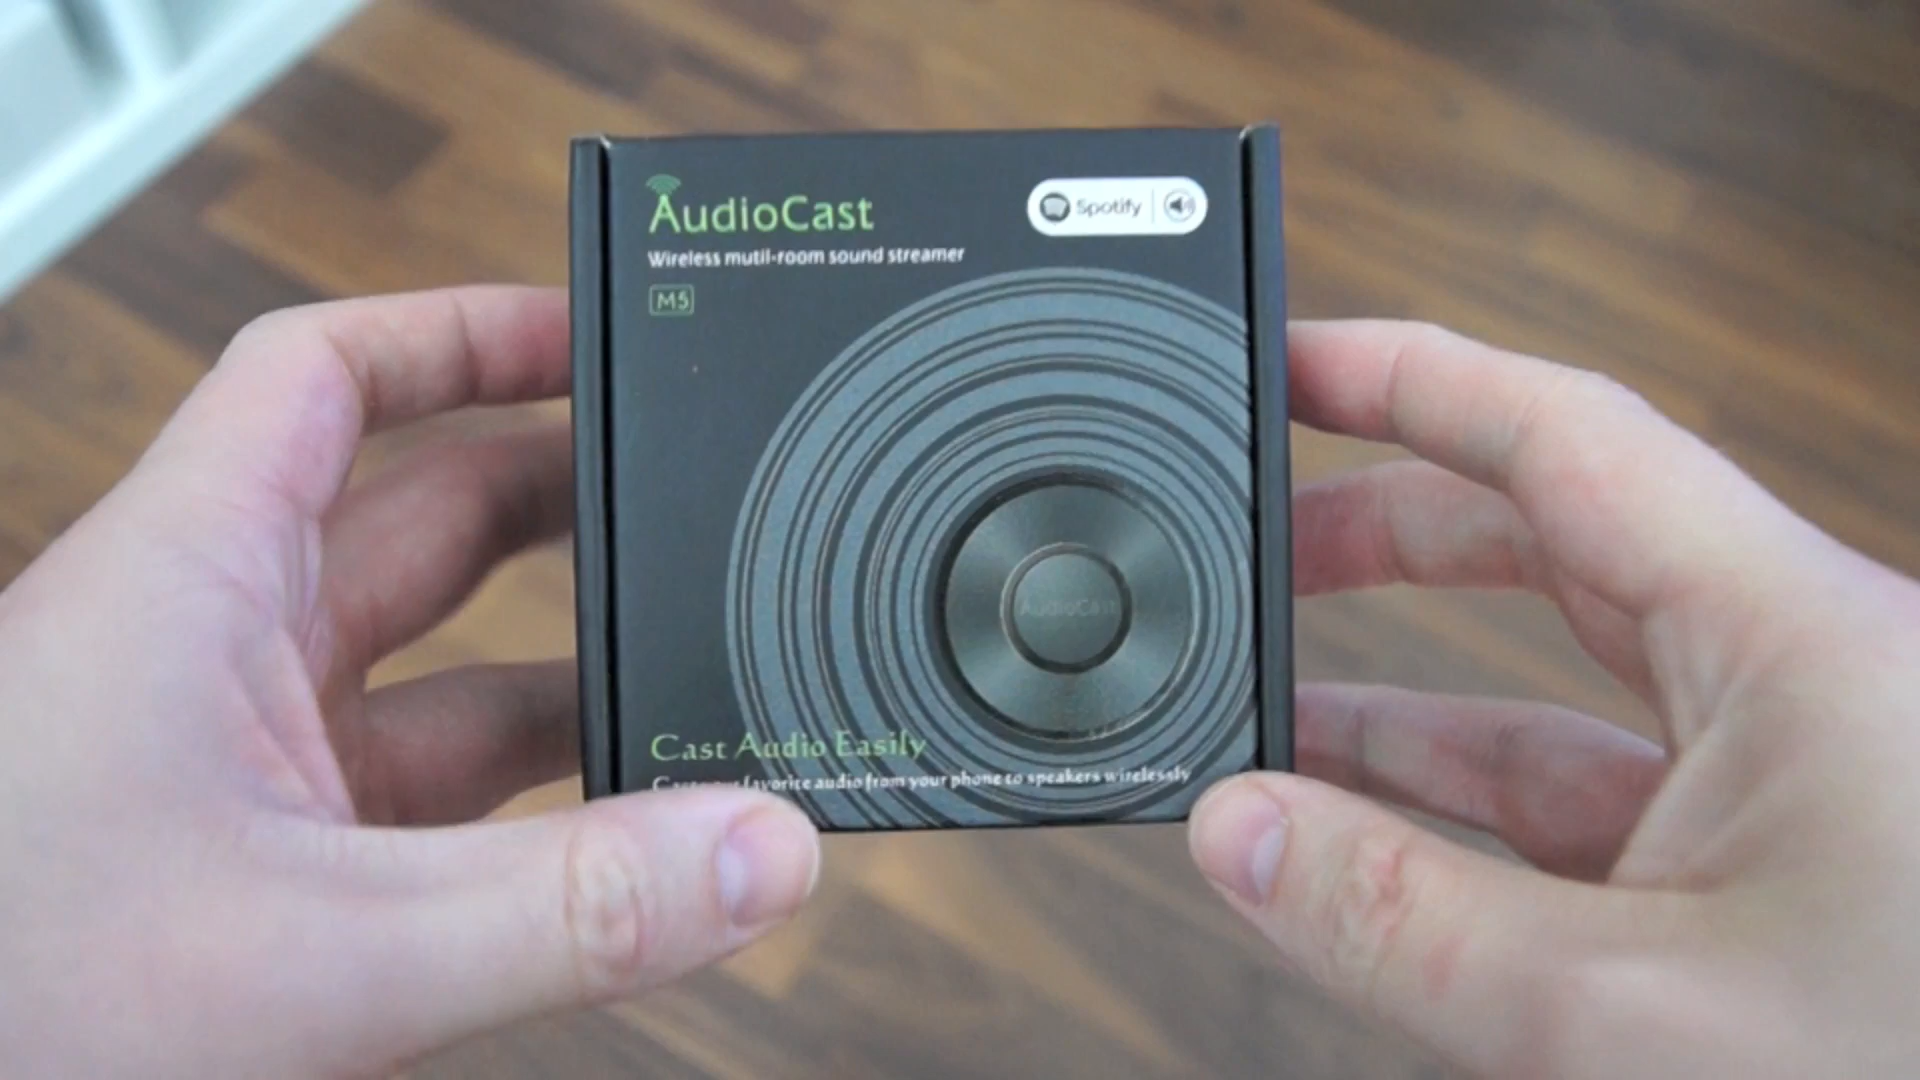 AudioCast
Spotify
Wireless mutil-room sound streamer
M5
AudioCast
Cast Audio Easily
favorite audio from your phone to speakers wirelessly